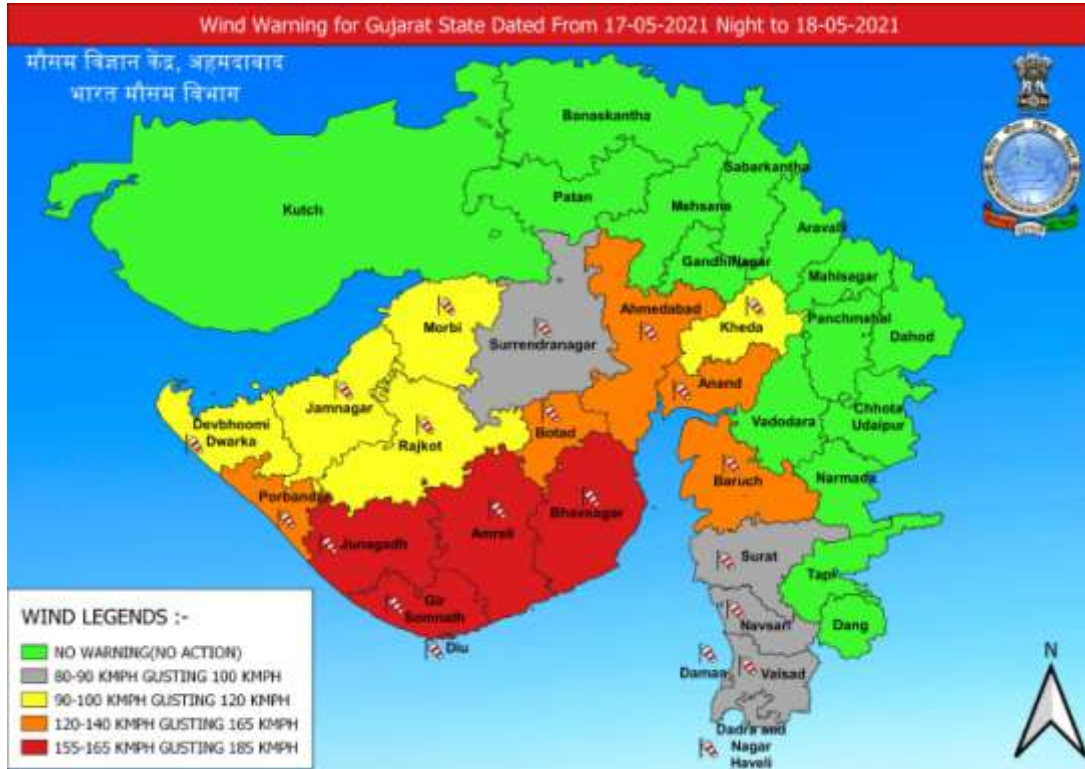 Wind Warning for Gujarat State Dated From 17-05-2021 Night to 18-05-2021
मौसम विज्ञान केंद्र, अहमदाबाद
भारत मौसम विभाग
Banaskantha
Sabarkantha
Patan
Mehsana
Kutch
Aravalli
GandhiNagar
Mahisagar
Ahmedabad
Panchmahal
Morbi
Kheda
Dahod
Surrendranagar
Anand
Jamnagar
Chhota
Udaipur
Vadodara
Devbhoomi
Dwarka
Rajkot
Botad
Narmada
Baruch
Porbandar
Bhavnagar
Amreli
Junagadh
Surat
Tapi
Gir
Somnath
Navsari
Dang
Diu
Daman
Valsad
Dadra and
Nagar
Haveli
WIND LEGENDS :-
NO WARNING(NO ACTION)
80-90 KMPH GUSTING 100 KMPH
90-100 KMPH GUSTING 120 KMPH
120-140 KMPH GUSTING 165 KMPH
155-165 KMPH GUSTING 185 KMPH
N